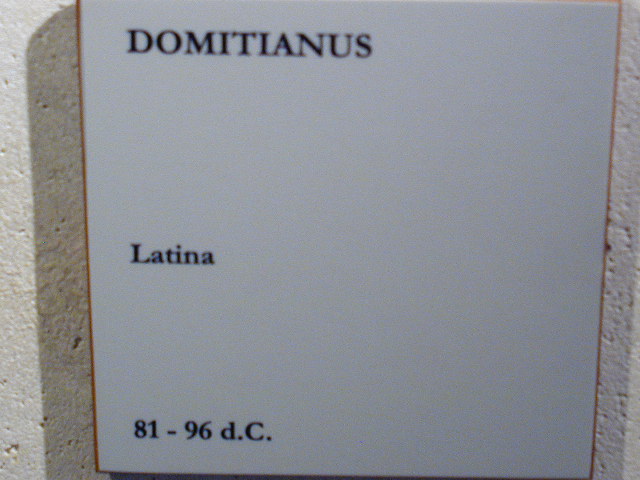 DOMITIANUS
Latina
81 - 96 d.C.